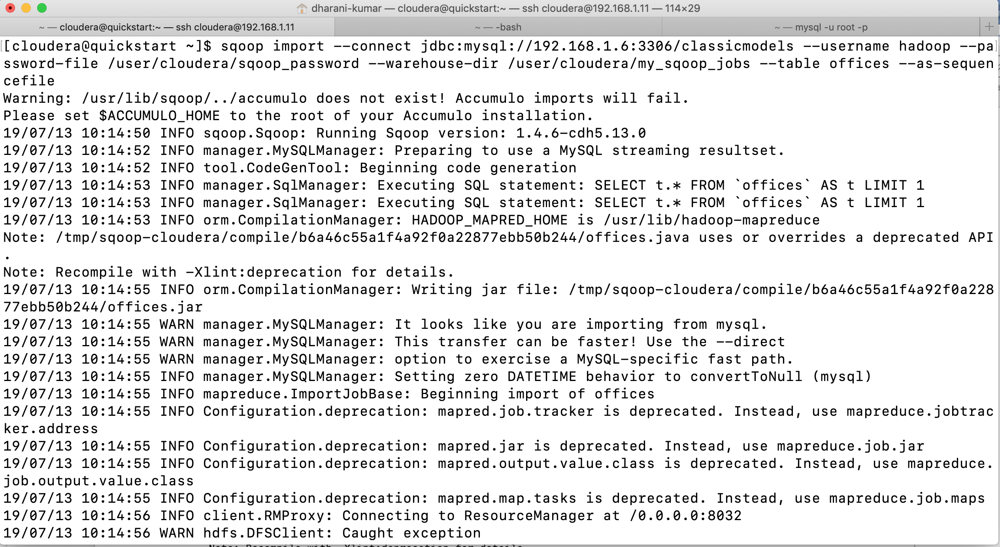 dharani-kumar — cloudera@quickstart:~ — ssh cloudera@192.168.1.11 — 114×29
~ — cloudera@quickstart:~ — ssh cloudera@192.168.1.11
~ — -bash
~ — mysql -u root -p
[cloudera@quickstart ~]$ sqoop import --connect jdbc:mysql://192.168.1.6:3306/classicmodels --username hadoop --pa
ssword-file /user/cloudera/sqoop_password --warehouse-dir /user/cloudera/my_sqoop_jobs --table offices --as-sequen
cefile
Warning: /usr/lib/sqoop/../accumulo does not exist! Accumulo imports will fail.
Please set $ACCUMULO_HOME to the root of your Accumulo installation.
19/07/13 10:14:50 INFO sqoop.Sqoop: Running Sqoop version: 1.4.6-cdh5.13.0
19/07/13 10:14:52 INFO manager.MySQLManager: Preparing to use a MySQL streaming resultset.
19/07/13 10:14:52 INFO tool.CodeGenTool: Beginning code generation
19/07/13 10:14:53 INFO manager.SqlManager: Executing SQL statement: SELECT t.* FROM `offices` AS t LIMIT 1
19/07/13 10:14:53 INFO manager.SqlManager: Executing SQL statement: SELECT t.* FROM `offices` AS t LIMIT 1
19/07/13 10:14:53 INFO orm.CompilationManager: HADOOP_MAPRED_HOME is /usr/lib/hadoop-mapreduce
Note: /tmp/sqoop-cloudera/compile/b6a46c55a1f4a92f0a22877ebb50b244/offices.java uses or overrides a deprecated API
.
Note: Recompile with -Xlint:deprecation for details.
19/07/13 10:14:55 INFO orm.CompilationManager: Writing jar file: /tmp/sqoop-cloudera/compile/b6a46c55a1f4a92f0a228
77ebb50b244/offices.jar
19/07/13 10:14:55 WARN manager.MySQLManager: It looks like you are importing from mysql.
19/07/13 10:14:55 WARN manager.MySQLManager: This transfer can be faster! Use the --direct
19/07/13 10:14:55 WARN manager.MySQLManager: option to exercise a MySQL-specific fast path.
19/07/13 10:14:55 INFO manager.MySQLManager: Setting zero DATETIME behavior to convertToNull (mysql)
19/07/13 10:14:55 INFO mapreduce.ImportJobBase: Beginning import of offices
19/07/13 10:14:55 INFO Configuration.deprecation: mapred.job.tracker is deprecated. Instead, use mapreduce.jobtrac
ker.address
19/07/13 10:14:55 INFO Configuration.deprecation: mapred.jar is deprecated. Instead, use mapreduce.job.jar
19/07/13 10:14:55 INFO Configuration.deprecation: mapred.output.value.class is deprecated. Instead, use mapreduce.
job.output.value.class
19/07/13 10:14:55 INFO Configuration.deprecation: mapred.map.tasks is deprecated. Instead, use mapreduce.job.maps
19/07/13 10:14:56 INFO client.RMProxy: Connecting to ResourceManager at /0.0.0.0:8032
19/07/13 10:14:56 WARN hdfs.DFSClient: Caught exception